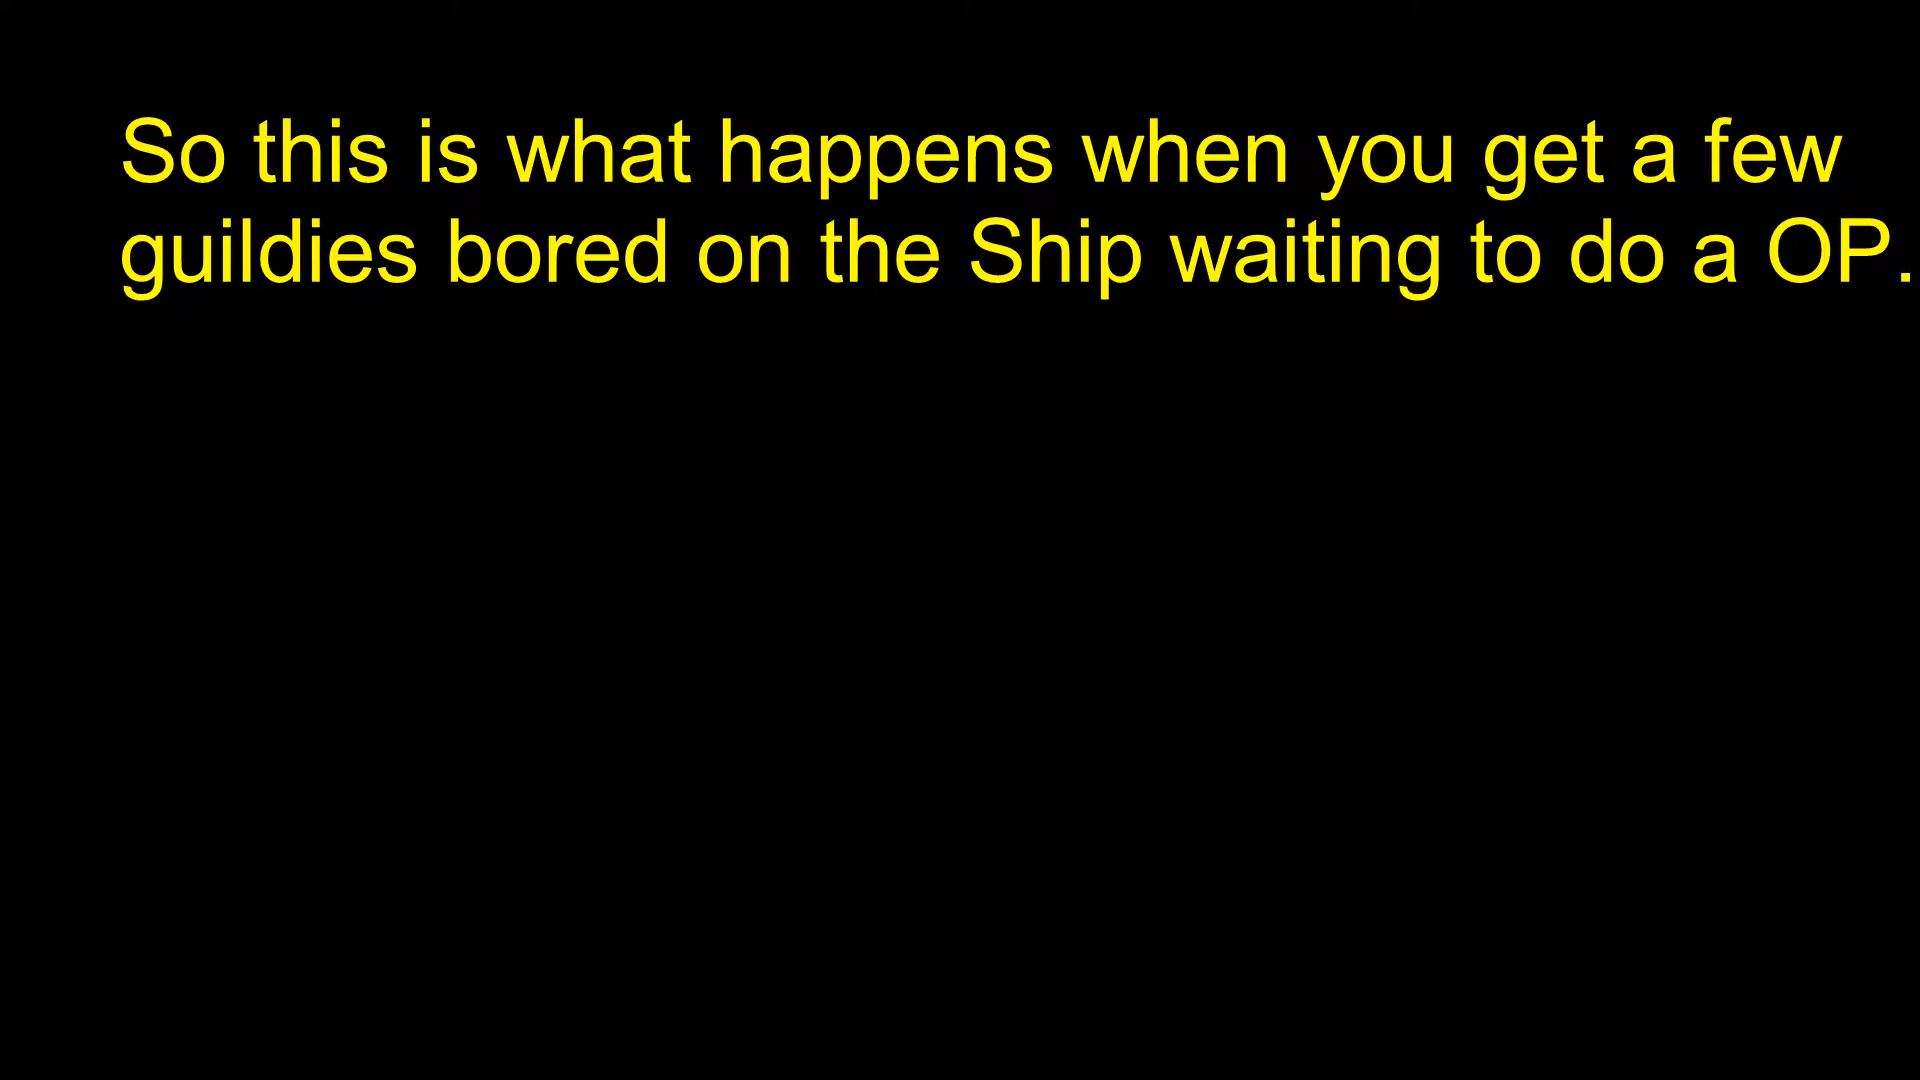 So this is what happens when you get a few
guildies bored on the Ship waiting to do a OP.